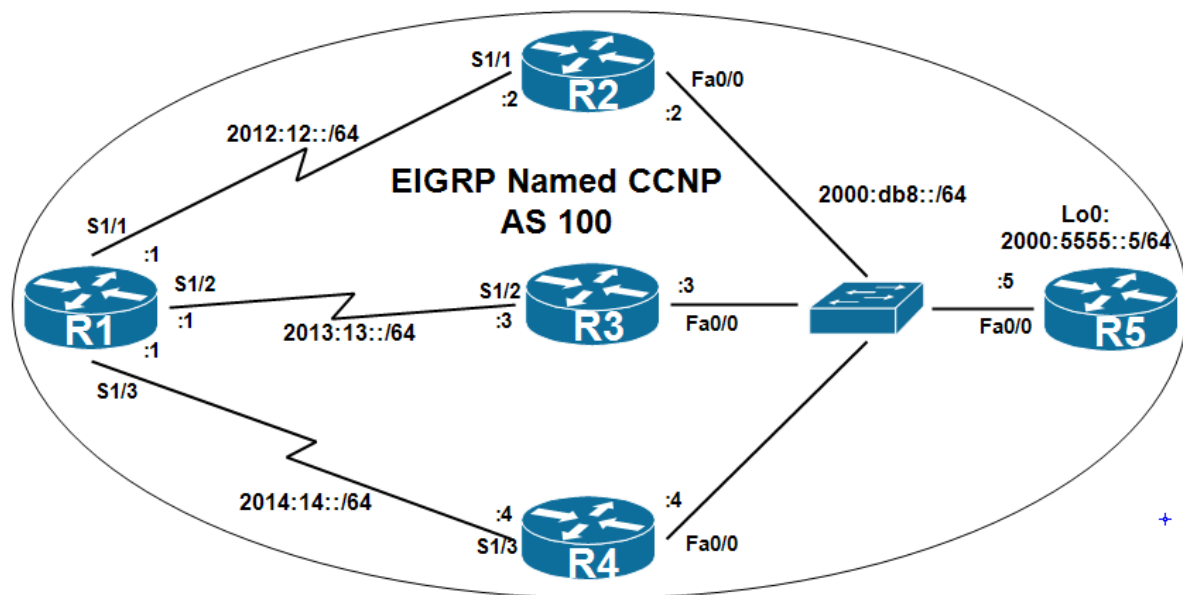 S1/1
R2
Fa0/0
:2
:2
2012:12::/64
EIGRP Named CCNP
AS 100
2000:db8::/64
Lo0:
2000:5555::5/64
S1/1
:1
S1/2
:1
R1
:1
S1/3
2013:13::/64
S1/2
:3
R3
:3
Fa0/0
:5
Fa0/0
R5
2014:14::/64
:4
S1/3
R4
:4
Fa0/0